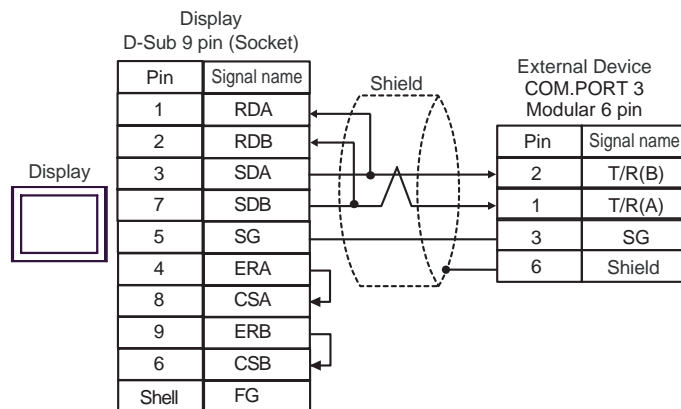 Display
D-Sub 9 pin (Socket)
Pin Signal name
1 RDA
2 RDB
3 SDA
7 SDB
5 SG
4 ERA
8 CSA
9 ERB
6 CSB
Shell FG
Display
Shield
External Device
COM.PORT 3
Modular 6 pin
Pin Signal name
2 T/R(B)
1 T/R(A)
3 SG
6 Shield